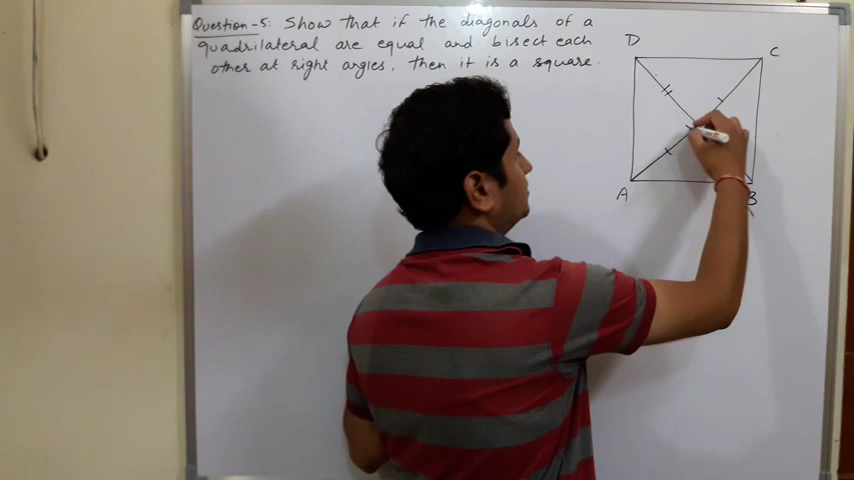 Question-5: Show that if the diagonals of a
quadrilateral are equal and bisect each
other at right angles, then it is a square.
D
C
A
B